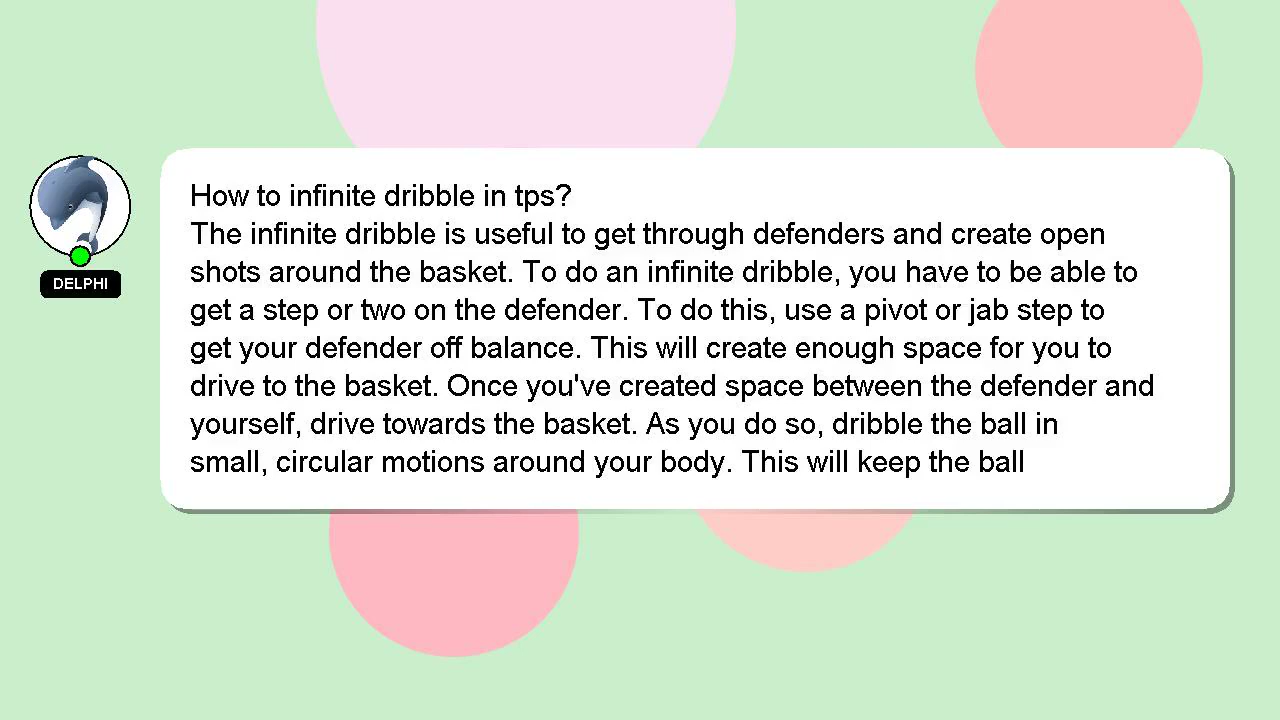 How to infinite dribble in tps?
The infinite dribble is useful to get through defenders and create open
shots around the basket. To do an infinite dribble, you have to be able to
get a step or two on the defender. To do this, use a pivot or jab step to
get your defender off balance. This will create enough space for you to
drive to the basket. Once you've created space between the defender and
yourself, drive towards the basket. As you do so, dribble the ball in
small, circular motions around your body. This will keep the ball
DELPHI